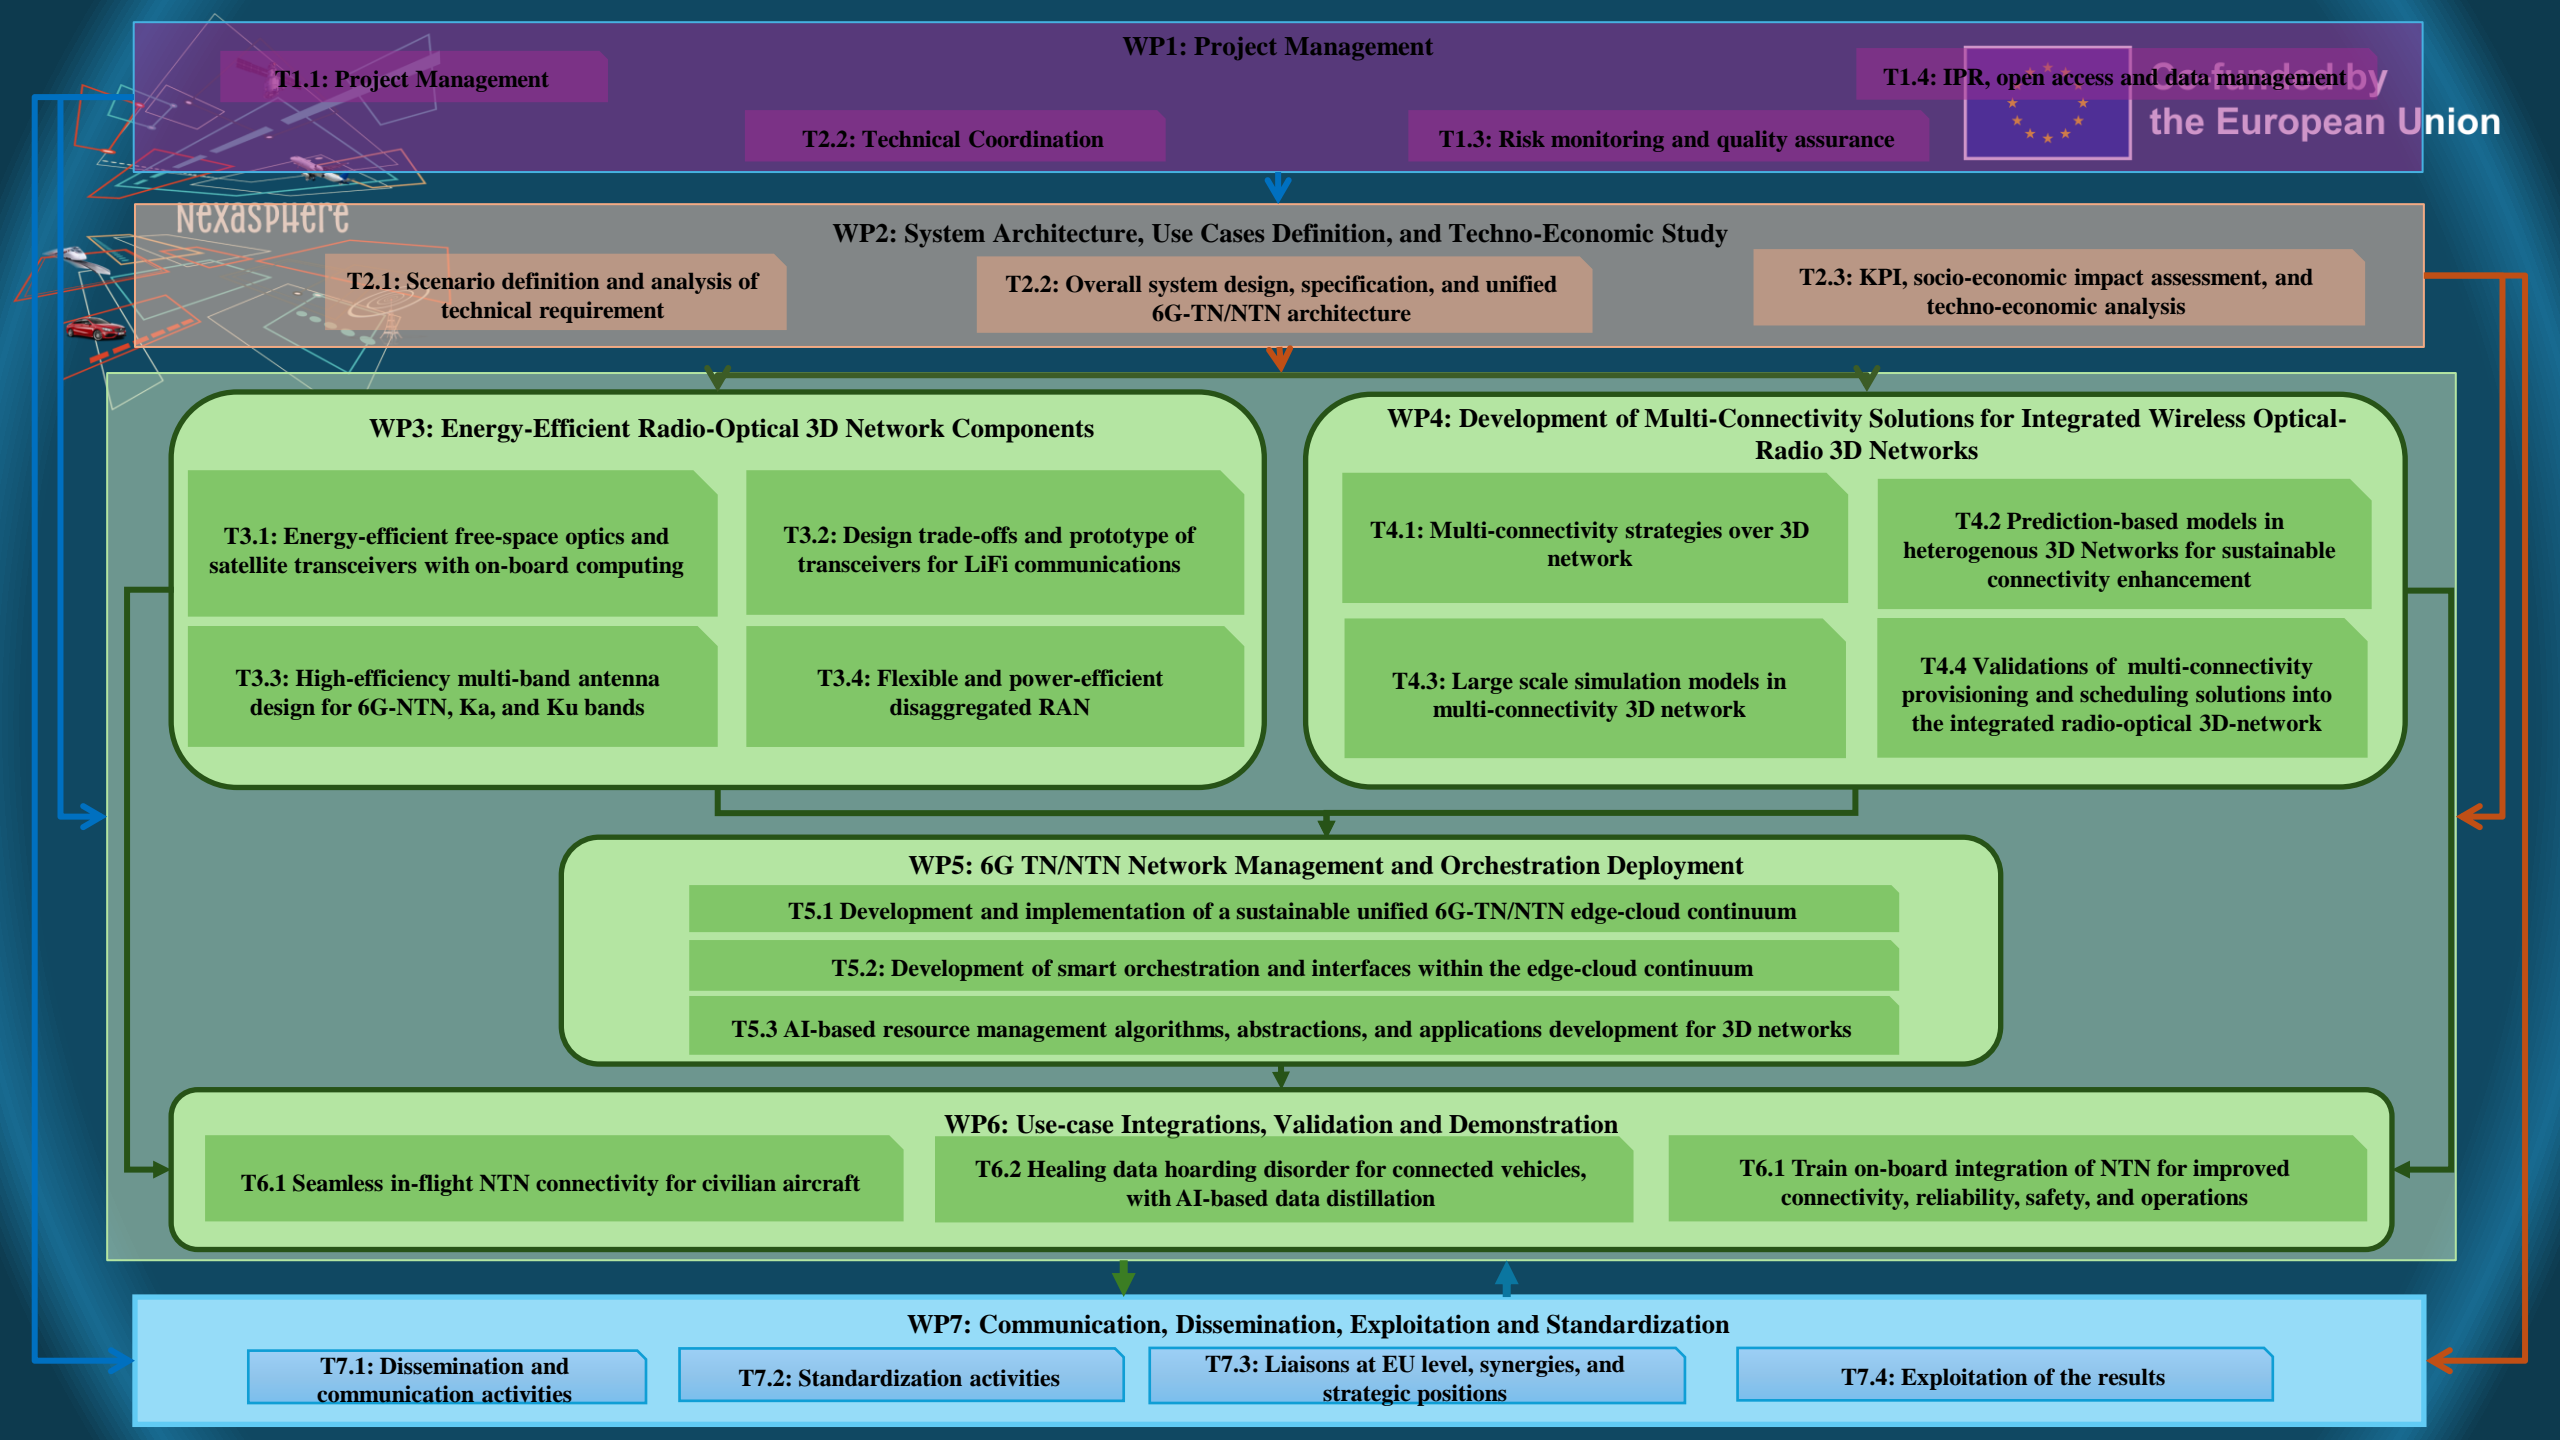 WP1: Project Management
T1.1: Project Management
T1.4: IPR, open access and data management
Co-funded by
the European Union
T2.2: Technical Coordination
T1.3: Risk monitoring and quality assurance
NEXASPHERE
WP2: System Architecture, Use Cases Definition, and Techno-Economic Study
T2.1: Scenario definition and analysis of
technical requirement
T2.2: Overall system design, specification, and unified
6G-TN/NTN architecture
T2.3: KPI, socio-economic impact assessment, and
techno-economic analysis
WP3: Energy-Efficient Radio-Optical 3D Network Components
T3.1: Energy-efficient free-space optics and
satellite transceivers with on-board computing
T3.2: Design trade-offs and prototype of
transceivers for LiFi communications
T3.3: High-efficiency multi-band antenna
design for 6G-NTN, Ka, and Ku bands
T3.4: Flexible and power-efficient
disaggregated RAN
WP4: Development of Multi-Connectivity Solutions for Integrated Wireless Optical-
Radio 3D Networks
T4.1: Multi-connectivity strategies over 3D
network
T4.2 Prediction-based models in
heterogenous 3D Networks for sustainable
connectivity enhancement
T4.3: Large scale simulation models in
multi-connectivity 3D network
T4.4 Validations of  multi-connectivity
provisioning and scheduling solutions into
the integrated radio-optical 3D-network
WP5: 6G TN/NTN Network Management and Orchestration Deployment
T5.1 Development and implementation of a sustainable unified 6G-TN/NTN edge-cloud continuum
T5.2: Development of smart orchestration and interfaces within the edge-cloud continuum
T5.3 AI-based resource management algorithms, abstractions, and applications development for 3D networks
WP6: Use-case Integrations, Validation and Demonstration
T6.1 Seamless in-flight NTN connectivity for civilian aircraft
T6.2 Healing data hoarding disorder for connected vehicles,
with AI-based data distillation
T6.1 Train on-board integration of NTN for improved
connectivity, reliability, safety, and operations
WP7: Communication, Dissemination, Exploitation and Standardization
T7.1: Dissemination and
communication activities
T7.2: Standardization activities
T7.3: Liaisons at EU level, synergies, and
strategic positions
T7.4: Exploitation of the results